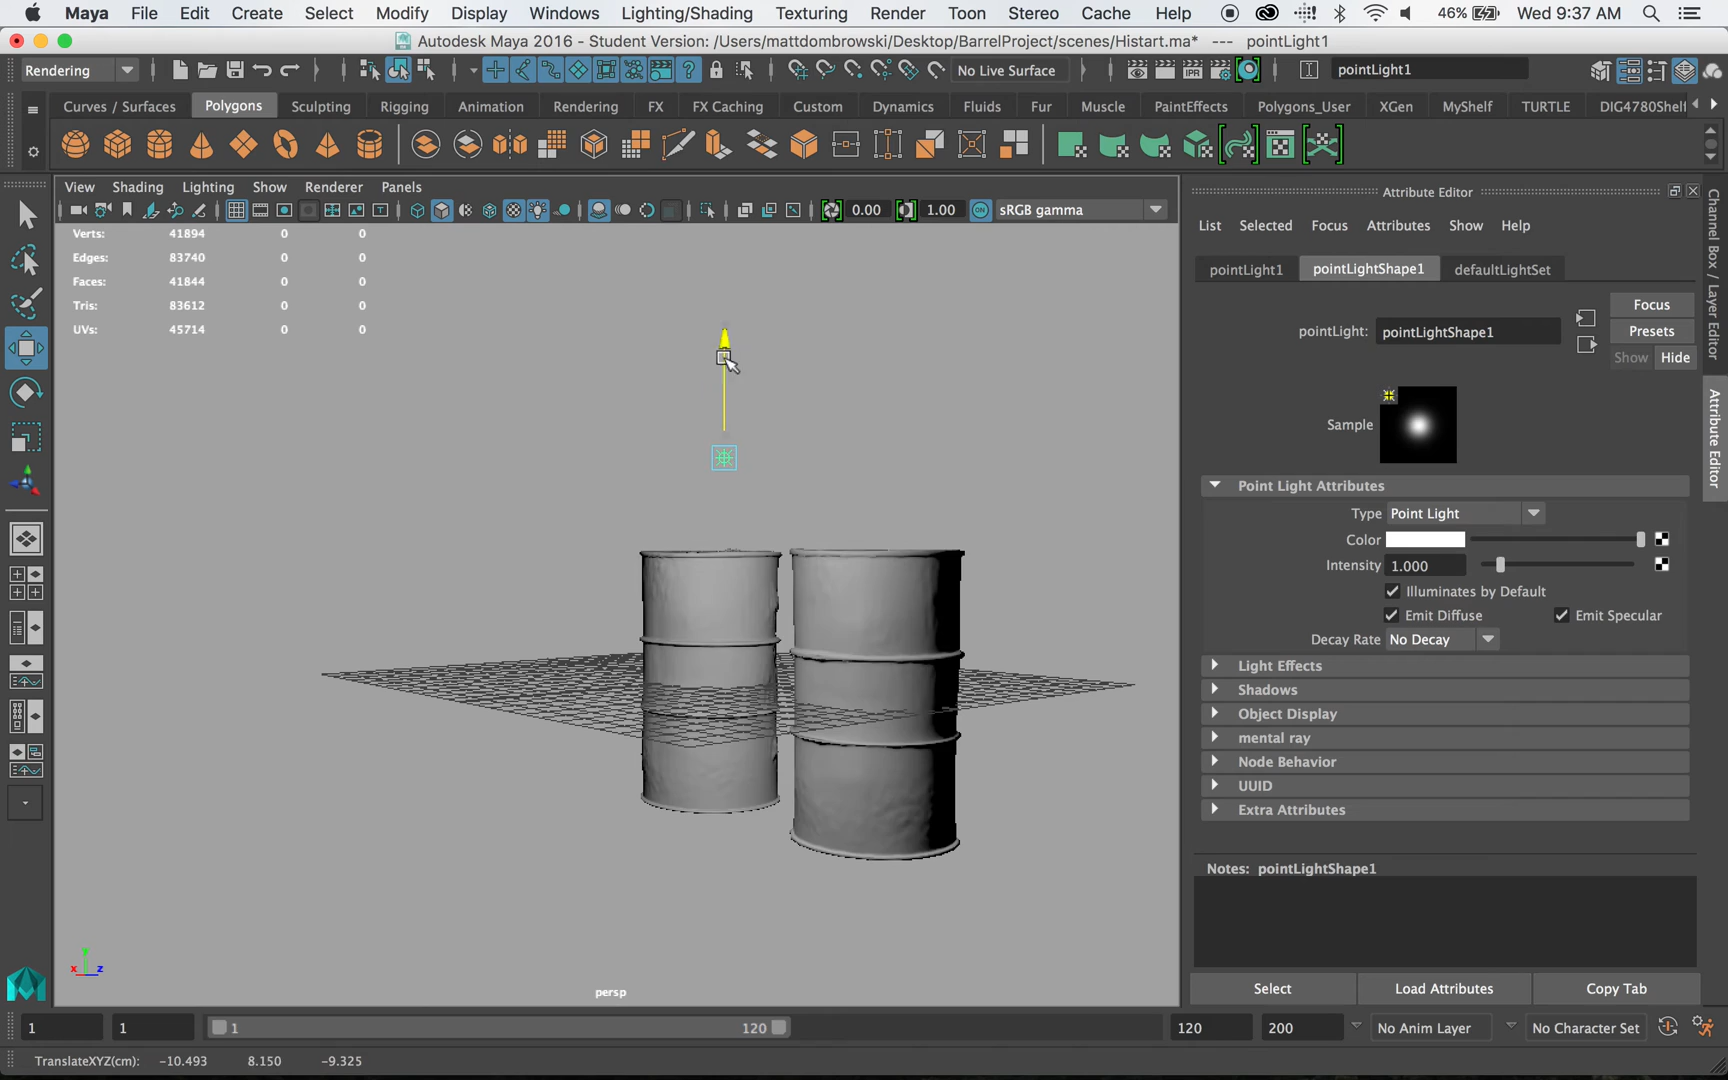 Maya File Edit Create Select Modify Display Windows Lighting/Shading Texturing Render Toon Stereo Cache Help 46% Wed 9:37 AM
Autodesk Maya 2016 - Student Version: /Users/mattdombrowski/Desktop/BarrelProject/scenes/Histart.ma* --- pointLight1
Rendering No Live Surface IPR pointLight1
Curves / Surfaces Polygons Sculpting Rigging Animation Rendering FX FX Caching Custom Dynamics Fluids Fur Muscle PaintEffects Polygons_User XGen MyShelf TURTLE DIG4780Shelf
View Shading Lighting Show Renderer Panels
0.00 1.00 ON sRGB gamma
Verts: 41894 0 0
Edges: 83740 0 0
Faces: 41844 0 0
Tris: 83612 0 0
UVs: 45714 0 0
y
x z
persp
Attribute Editor
List Selected Focus Attributes Show Help
pointLight1 pointLightShape1 defaultLightSet
Focus
pointLight: pointLightShape1 Presets
Show Hide
Sample
Point Light Attributes
Type Point Light
Color
Intensity 1.000
Illuminates by Default
Emit Diffuse Emit Specular
Decay Rate No Decay
Light Effects
Shadows
Object Display
mental ray
Node Behavior
UUID
Extra Attributes
Notes: pointLightShape1
Select Load Attributes Copy Tab
Channel Box / Layer Editor
Attribute Editor
1 1 1 120 120 200 No Anim Layer No Character Set
TranslateXYZ(cm): -10.493 8.150 -9.325